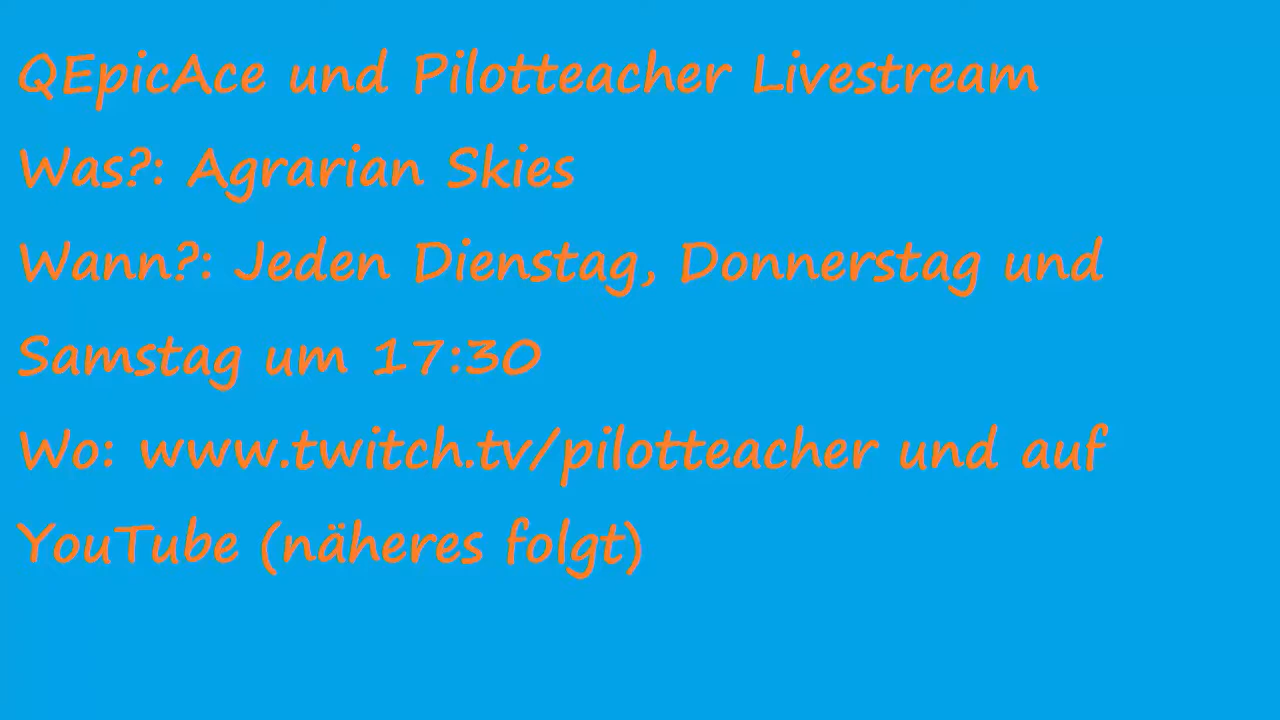 QEpicAce und Pilotteacher Livestream
Was?: Agrarian Skies
Wann?: Jeden Dienstag, Donnerstag und
Samstag um 17:30
Wo: www.twitch.tv/pilotteacher und auf
YouTube (näheres folgt)